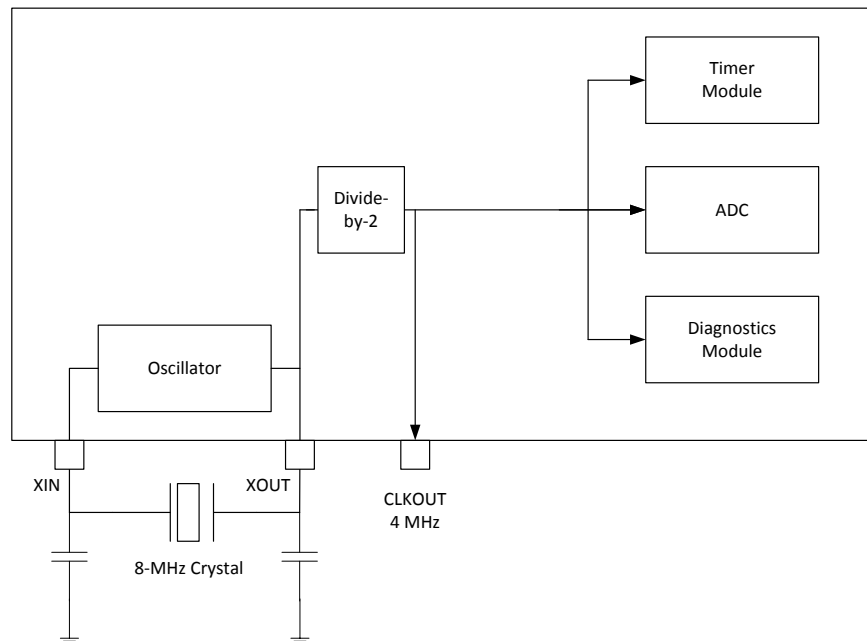 Timer
Module
Divide-
by-2
ADC
Diagnostics
Module
Oscillator
XIN
XOUT
CLKOUT
4 MHz
8-MHz Crystal